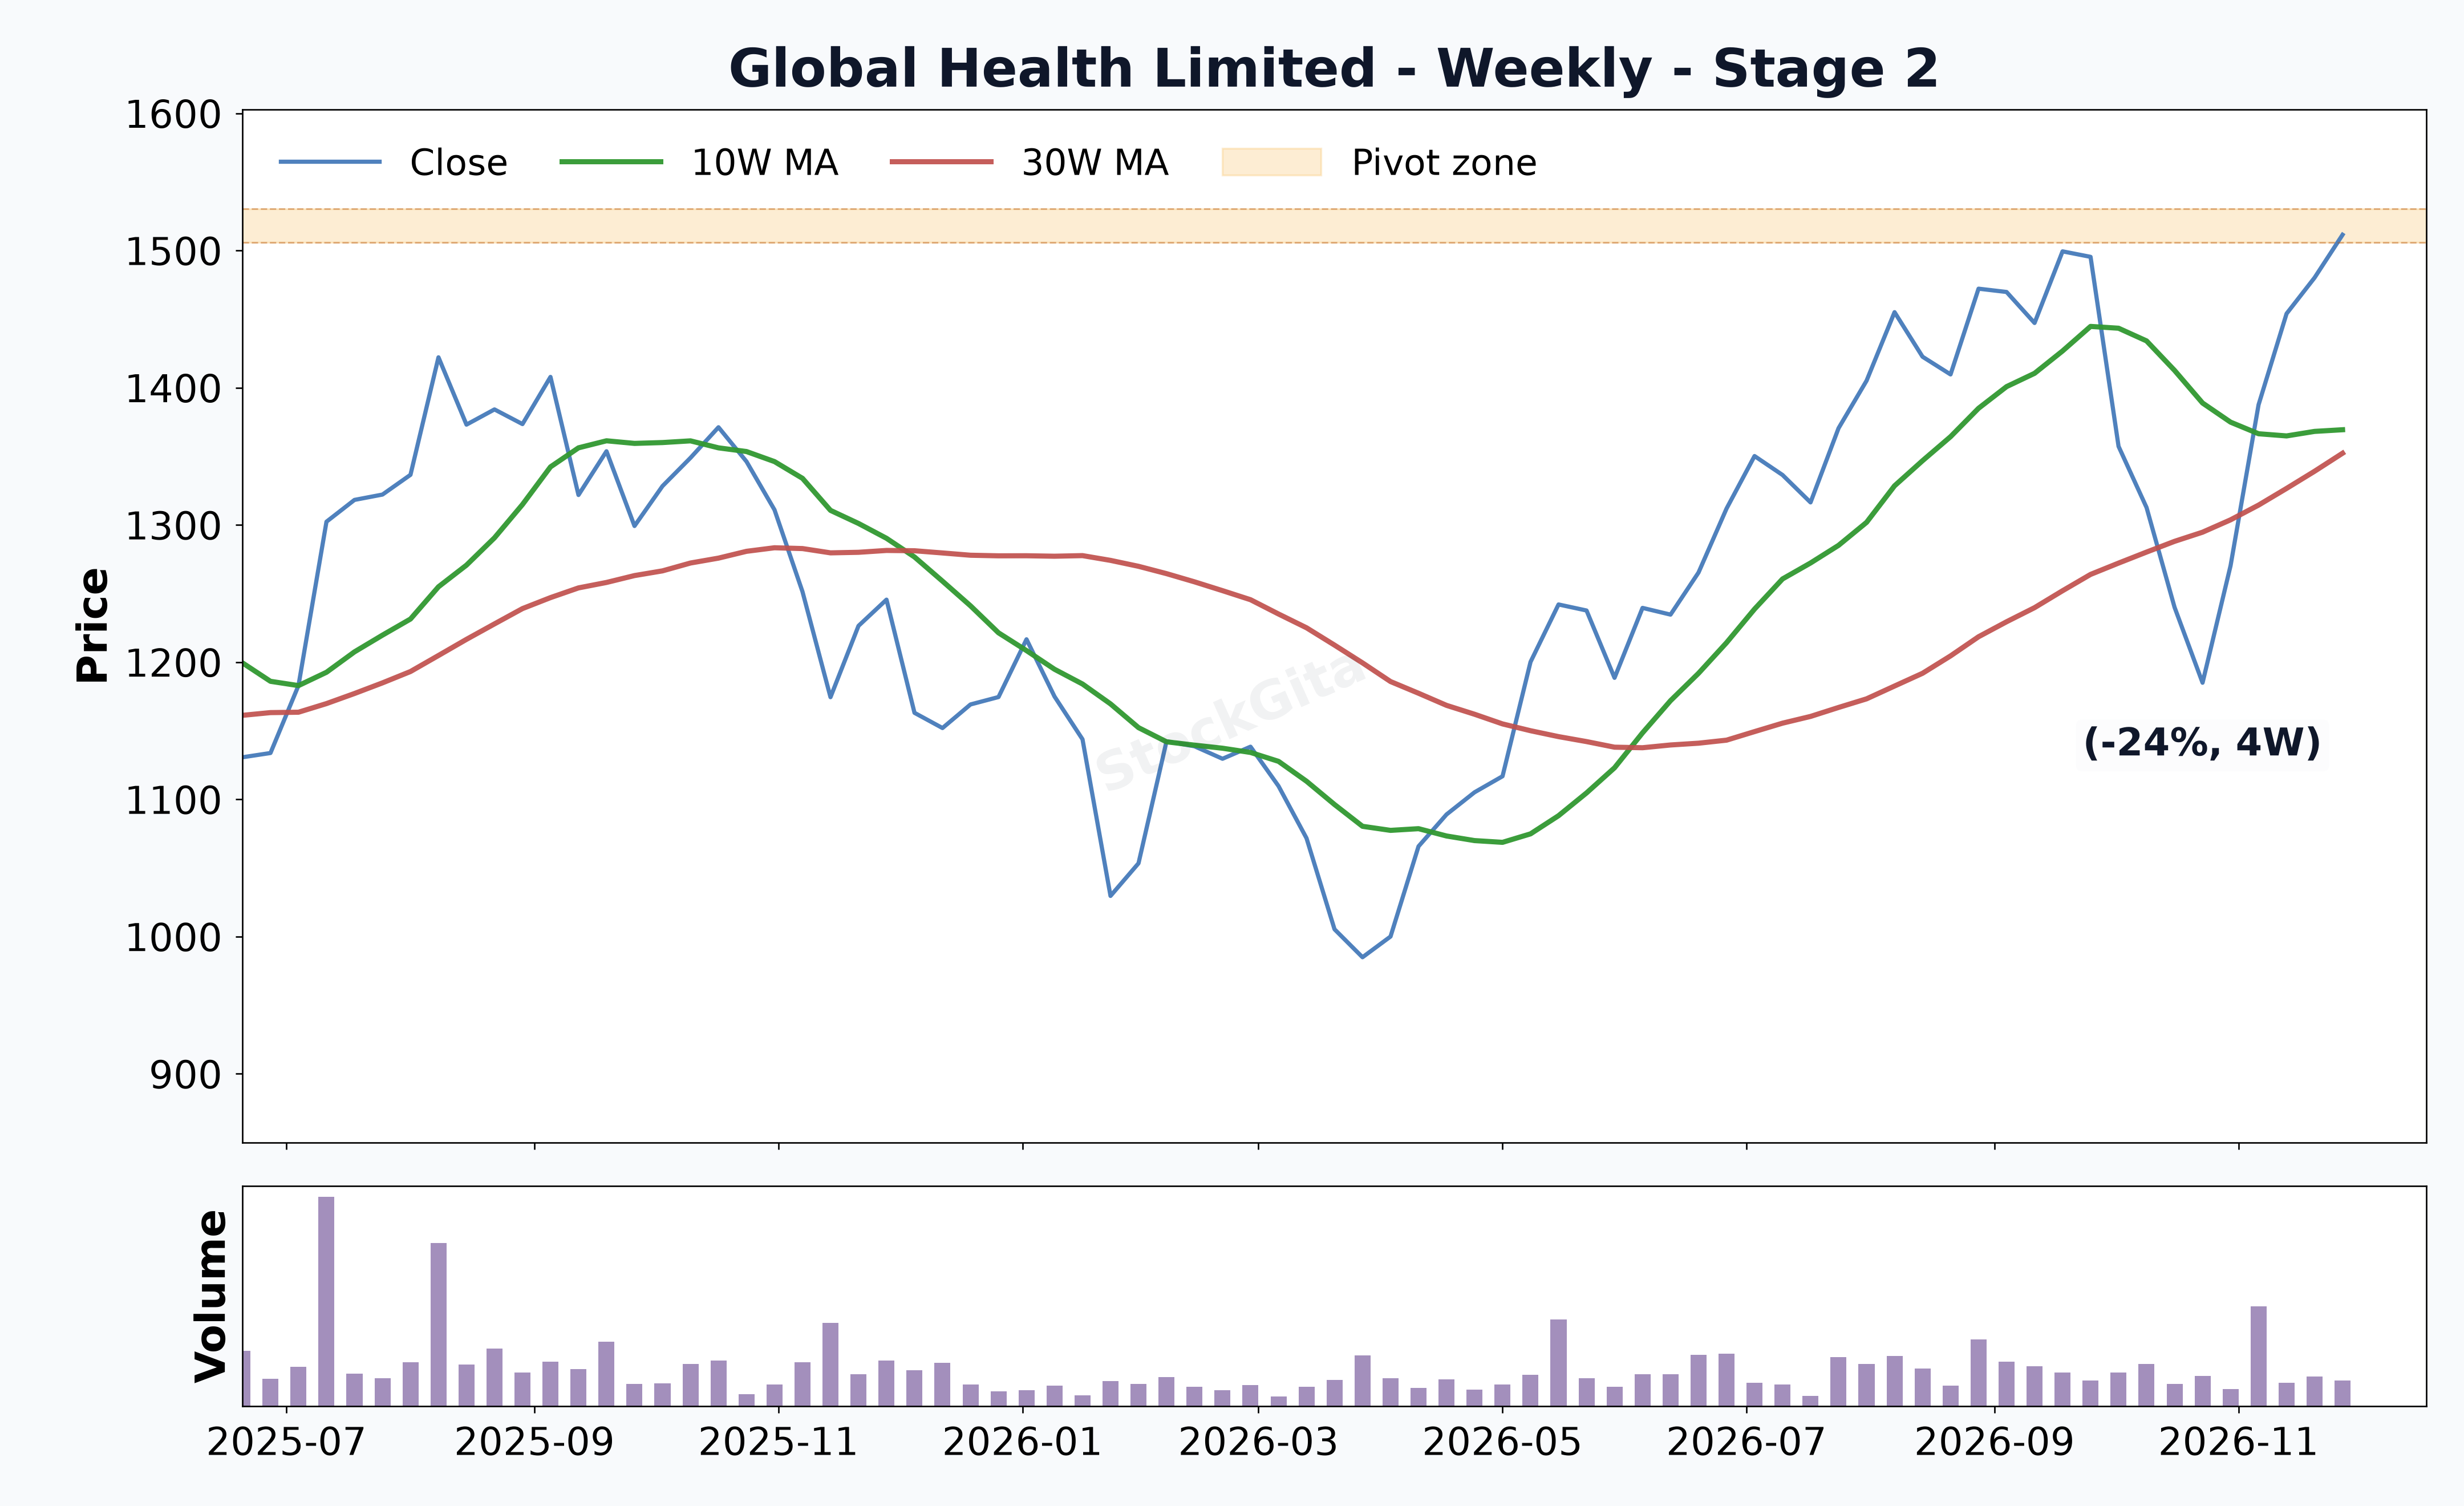 Global Health Limited - Weekly - Stage 2
Close 10W MA 30W MA Pivot zone
1600
1500
1400
1300
1200
1100
1000
900
Price
StockGita
(-24%, 4W)
Volume
2025-07 2025-09 2025-11 2026-01 2026-03 2026-05 2026-07 2026-09 2026-11